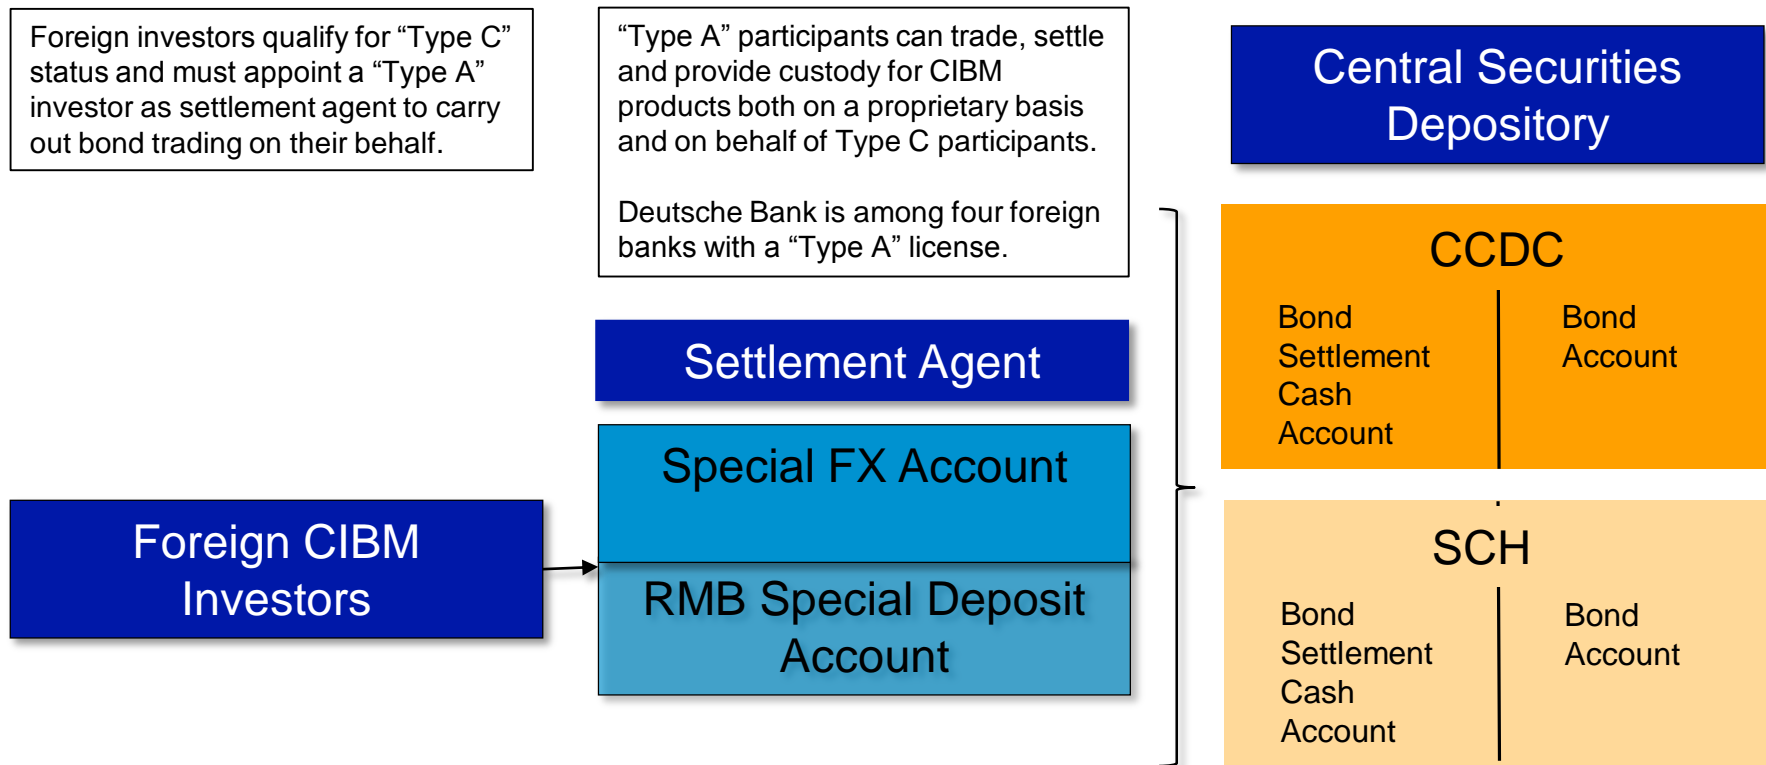 Foreign investors qualify for “Type C”
status and must appoint a “Type A”
investor as settlement agent to carry
out bond trading on their behalf.
“Type A” participants can trade, settle
and provide custody for CIBM
products both on a proprietary basis
and on behalf of Type C participants.
Deutsche Bank is among four foreign
banks with a “Type A” license.
Central Securities
Depository
Settlement Agent
Special FX Account
RMB Special Deposit
Account
Foreign CIBM
Investors
CCDC
Bond
Settlement
Cash
Account
Bond
Account
SCH
Bond
Settlement
Cash
Account
Bond
Account